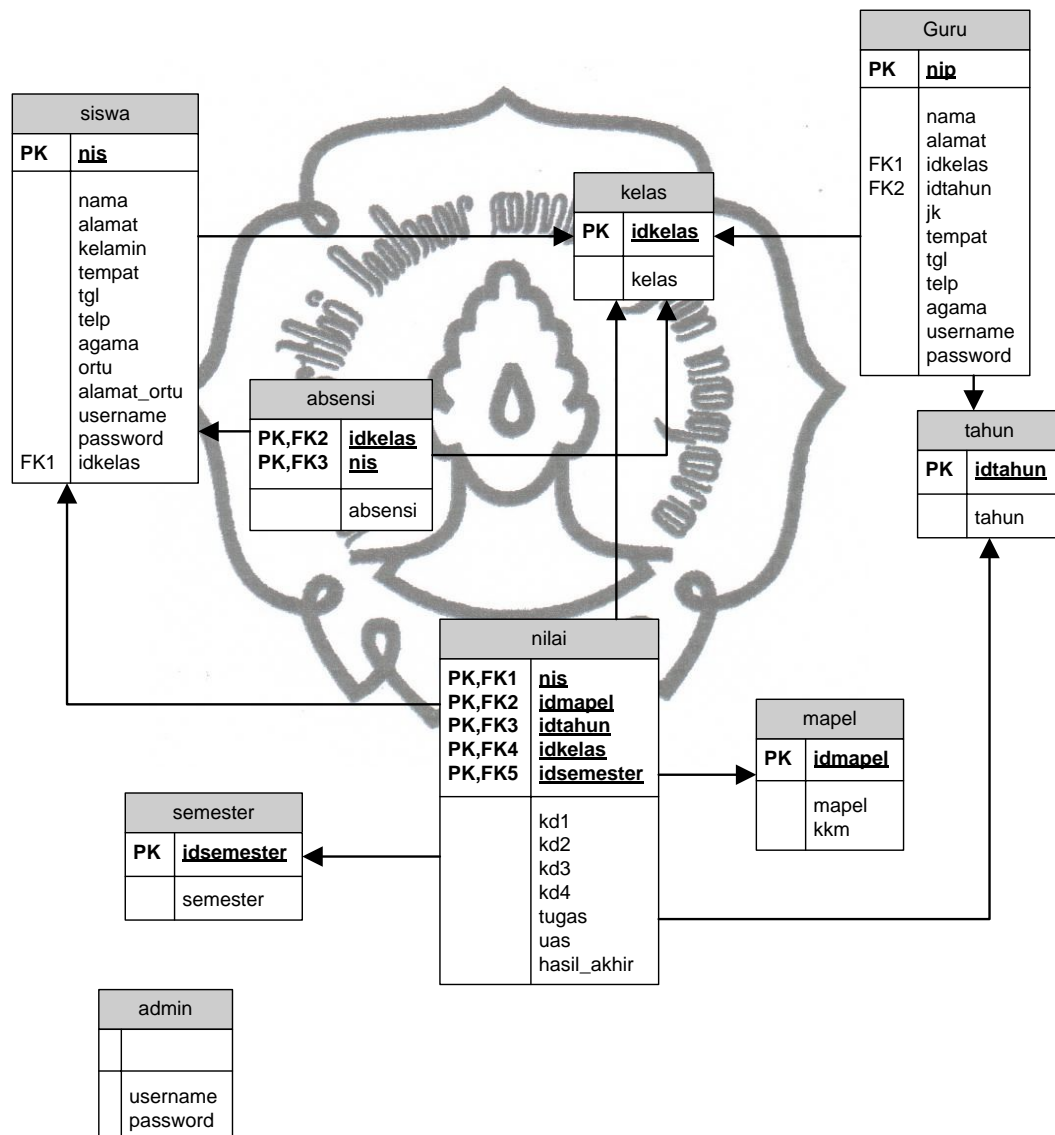 Guru
PK nip
nama
alamat
FK1 idkelas
FK2 idtahun
jk
tempat
tgl
telp
agama
username
password
siswa
PK nis
nama
alamat
kelamin
tempat
tgl
telp
agama
ortu
alamat_ortu
username
password
FK1 idkelas
kelas
PK idkelas
kelas
absensi
PK,FK2 idkelas
PK,FK3 nis
absensi
tahun
PK idtahun
tahun
nilai
PK,FK1 nis
PK,FK2 idmapel
PK,FK3 idtahun
PK,FK4 idkelas
PK,FK5 idsemester
kd1
kd2
kd3
kd4
tugas
uas
hasil_akhir
mapel
PK idmapel
mapel
kkm
semester
PK idsemester
semester
admin
username
password